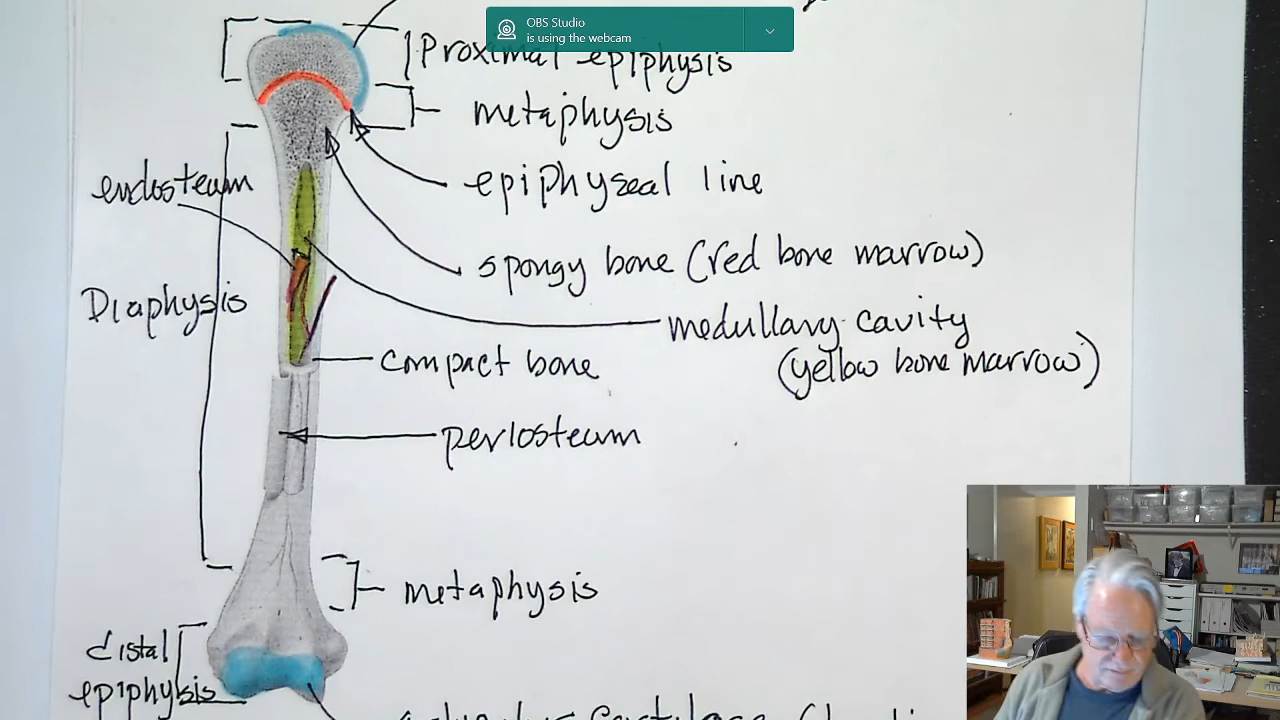 OBS Studio
is using the webcam
Proximal epiphysis
metaphysis
endosteum
epiphyseal line
spongy bone (red bone marrow)
Diaphysis
medullary cavity
(yellow bone marrow)
compact bone
periosteum
metaphysis
distal
epiphysis